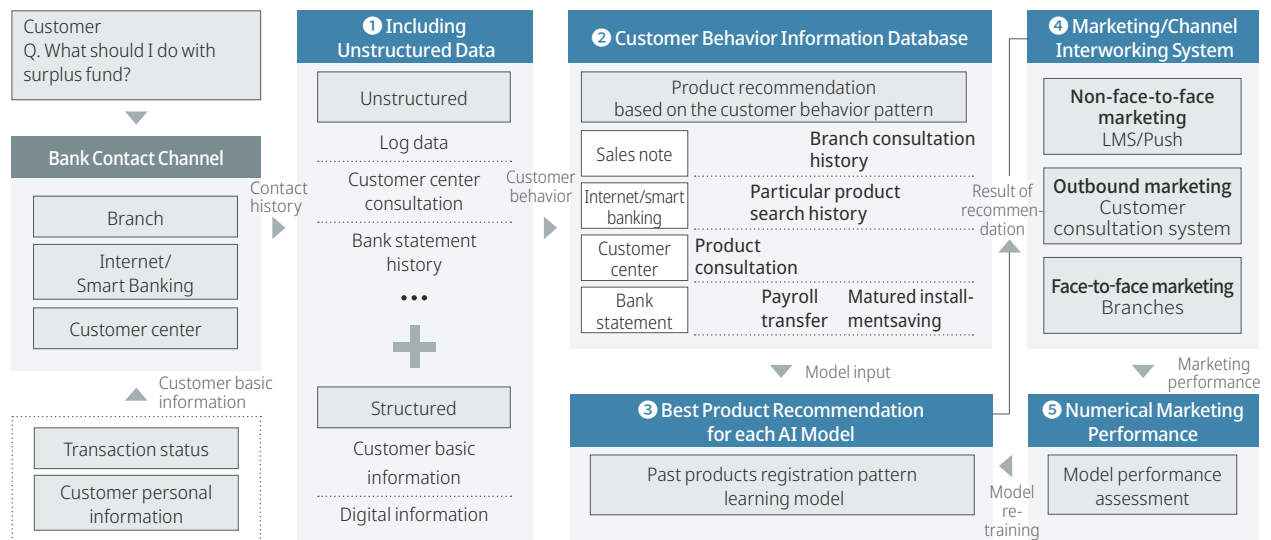 Customer
Q. What should I do with
surplus fund?
Bank Contact Channel
Branch
Internet/
Smart Banking
Customer center
Customer basic
information
Transaction status
Customer personal
information
Contact
history
❶ Including
Unstructured Data
Unstructured
Log data
Customer center
consultation
Bank statement
history
•••
Structured
Customer basic
information
Digital information
Customer
behavior
❷ Customer Behavior Information Database
Product recommendation
based on the customer behavior pattern
Sales note
Branch consultation
history
Internet/smart
banking
Particular product
search history
Customer
center
Product
consultation
Bank
statement
Payroll
transfer
Matured install-
mentsaving
Model input
❸ Best Product Recommendation
for each AI Model
Past products registration pattern
learning model
Result of
recommen-
dation
❹ Marketing/Channel
Interworking System
Non-face-to-face
marketing
LMS/Push
Outbound marketing
Customer
consultation system
Face-to-face marketing
Branches
Marketing
performance
❺ Numerical Marketing
Performance
Model performance
assessment
Model
re-
training